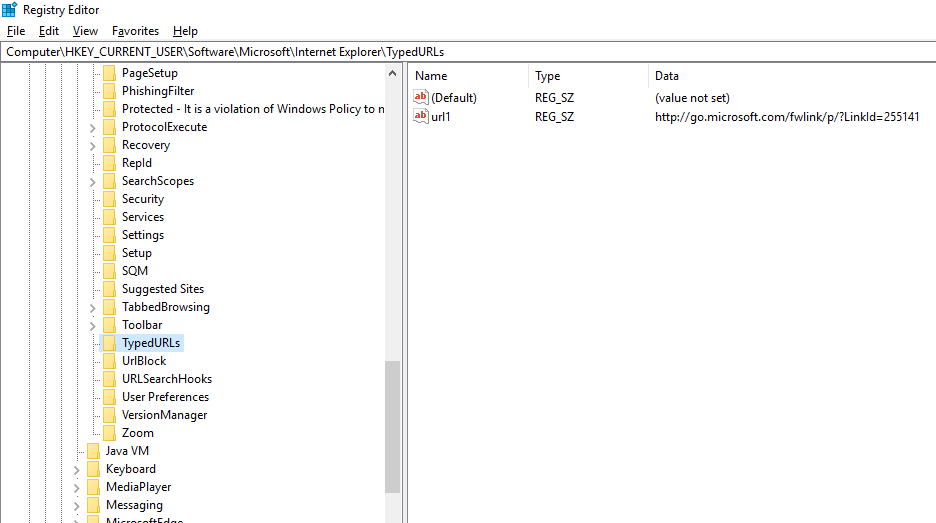 Registry Editor
File Edit View Favorites Help
Computer\HKEY_CURRENT_USER\Software\Microsoft\Internet Explorer\TypedURLs
PageSetup
PhishingFilter
Protected - It is a violation of Windows Policy to n
ProtocolExecute
Recovery
RepId
SearchScopes
Security
Services
Settings
Setup
SQM
Suggested Sites
TabbedBrowsing
Toolbar
TypedURLs
UrlBlock
URLSearchHooks
User Preferences
VersionManager
Zoom
Java VM
Keyboard
MediaPlayer
Messaging
MicrosoftEdge
Name Type Data
ab (Default) REG_SZ (value not set)
ab url1 REG_SZ http://go.microsoft.com/fwlink/p/?LinkId=255141